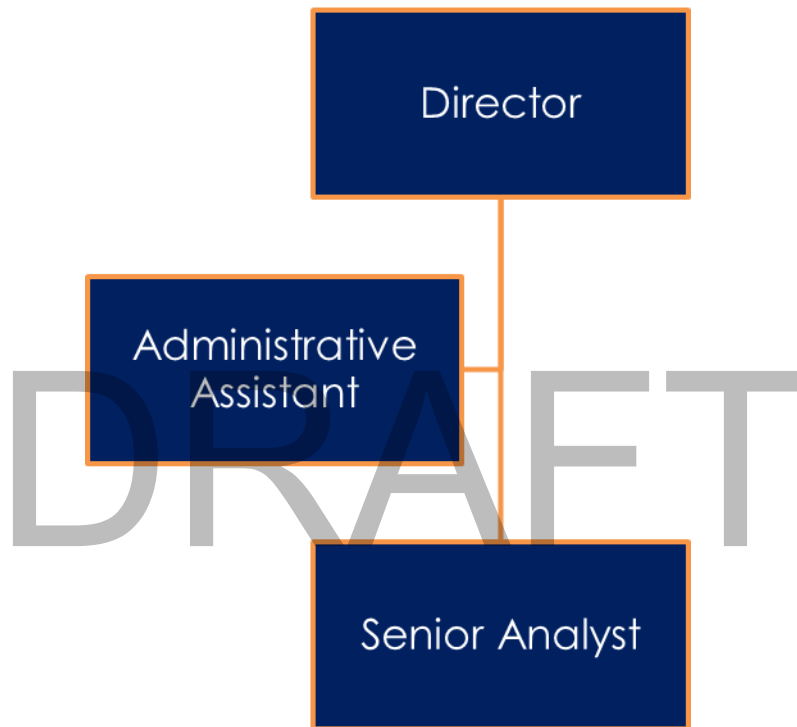 Director
Administrative
Assistant
DRAFT
Senior Analyst